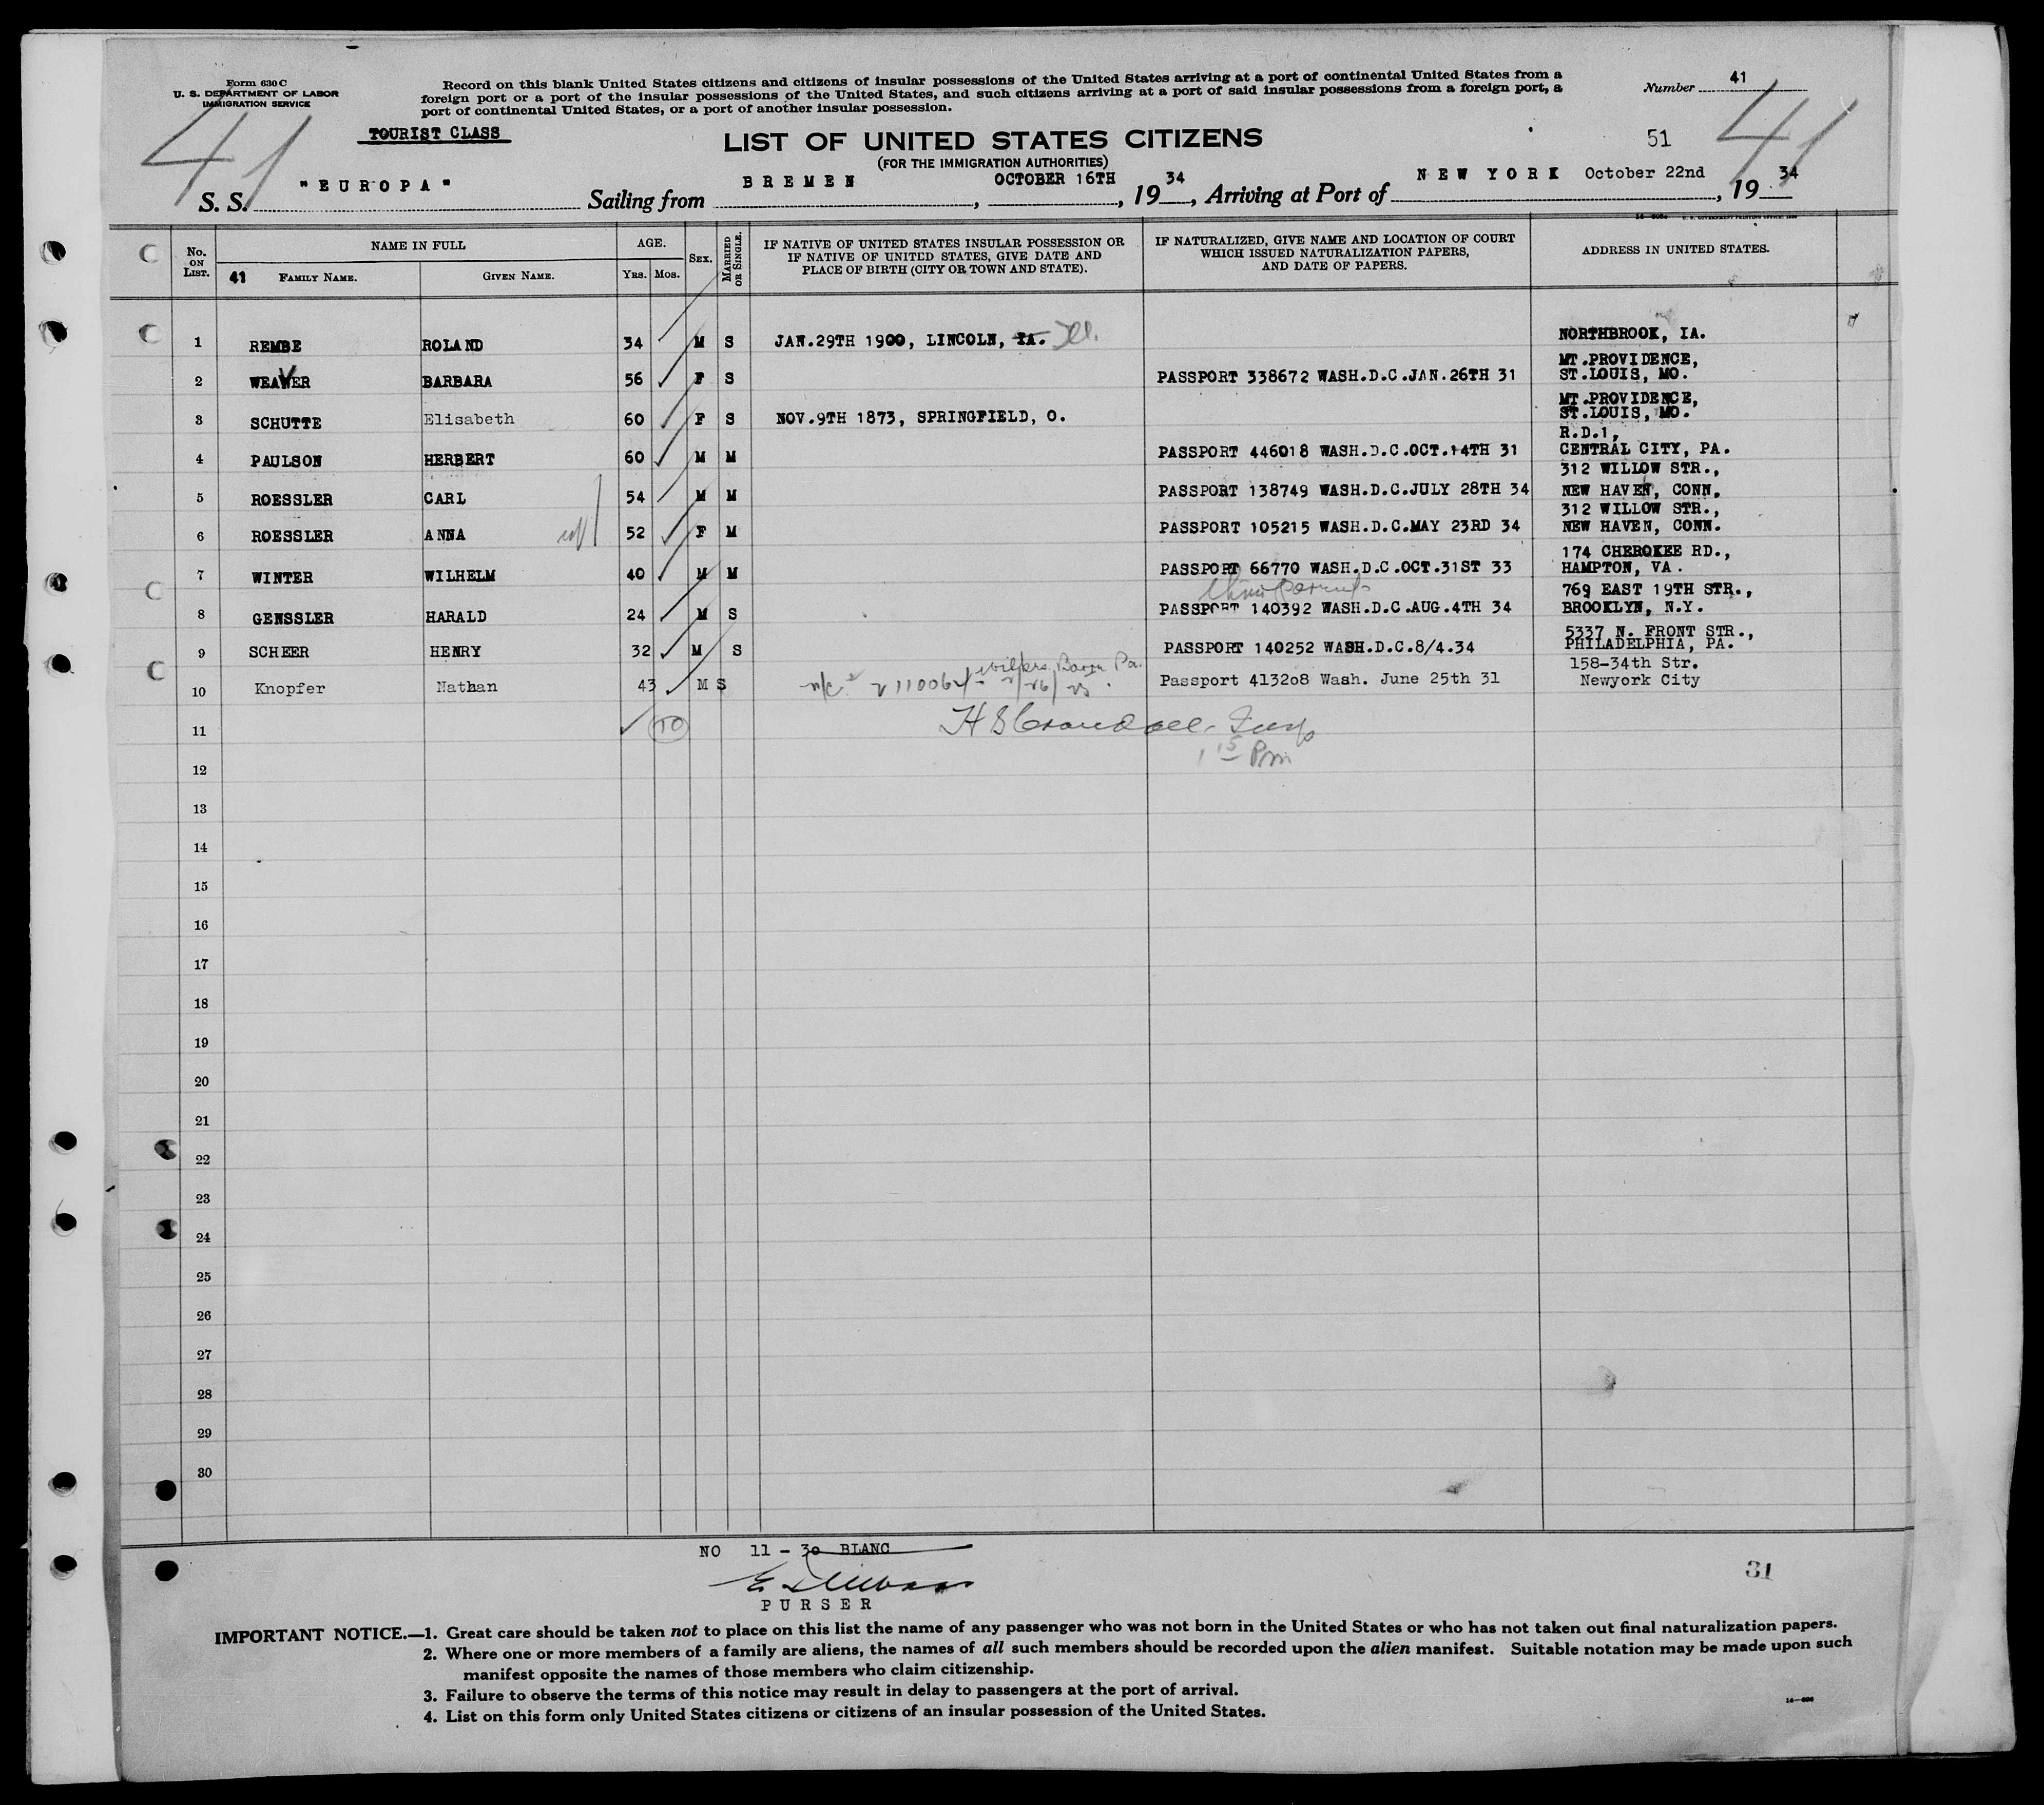 Form 630 C
U. S. DEPARTMENT OF LABOR
IMMIGRATION SERVICE
Record on this blank United States citizens and citizens of insular possessions of the United States arriving at a port of continental United States from a
foreign port or a port of the insular possessions of the United States, and such citizens arriving at a port of said insular possessions from a foreign port, a
port of continental United States, or a port of another insular possession.
Number 41
41
TOURIST CLASS
LIST OF UNITED STATES CITIZENS
51
41
(FOR THE IMMIGRATION AUTHORITIES)
S. S. "EUROPA" Sailing from BREMEN, OCTOBER 16TH, 1934, Arriving at Port of NEW YORK October 22nd, 1934
No. ON LIST. NAME IN FULL AGE. SEX. MARRIED OR SINGLE. IF NATIVE OF UNITED STATES INSULAR POSSESSION OR IF NATIVE OF UNITED STATES, GIVE DATE AND PLACE OF BIRTH (CITY OR TOWN AND STATE). IF NATURALIZED, GIVE NAME AND LOCATION OF COURT WHICH ISSUED NATURALIZATION PAPERS, AND DATE OF PAPERS. ADDRESS IN UNITED STATES.
41 FAMILY NAME. GIVEN NAME. YRS. MOS.
1 REMBE ROLAND 34 M S JAN.29TH 1900, LINCOLN, IA. Ill. NORTHBROOK, IA.
2 WEAVER BARBARA 56 F S PASSPORT 338672 WASH.D.C.JAN.26TH 31 MT.PROVIDENCE, ST.LOUIS, MO.
3 SCHUTTE Elisabeth 60 F S NOV.9TH 1873, SPRINGFIELD, O. MT.PROVIDENCE, ST.LOUIS, MO.
4 PAULSON HERBERT 60 M M PASSPORT 446018 WASH.D.C.OCT.14TH 31 R.D.1, CENTRAL CITY, PA.
5 ROESSLER CARL 54 M M PASSPORT 138749 WASH.D.C.JULY 28TH 34 312 WILLOW STR., NEW HAVEN, CONN,
6 ROESSLER ANNA 52 F M PASSPORT 105215 WASH.D.C.MAY 23RD 34 312 WILLOW STR., NEW HAVEN, CONN.
7 WINTER WILHELM 40 M M PASSPORT 66770 WASH.D.C.OCT.31ST 33 174 CHEROKEE RD., HAMPTON, VA.
8 GENSSLER HARALD 24 M S PASSPORT 140392 WASH.D.C.AUG.4TH 34 769 EAST 19TH STR., BROOKLYN, N.Y.
9 SCHEER HENRY 32 M S PASSPORT 140252 WASH.D.C.8/4.34 5337 N. FRONT STR., PHILADELPHIA, PA.
10 Knopfer Nathan 43 M S Passport 413208 Wash. June 25th 31 158-34th Str. Newyork City
11 10
1 15 Pm
12
13
14
15
16
17
18
19
20
21
22
23
24
25
26
27
28
29
30
NO 11 - 30 BLANC
PURSER
31
IMPORTANT NOTICE.—1. Great care should be taken not to place on this list the name of any passenger who was not born in the United States or who has not taken out final naturalization papers.
2. Where one or more members of a family are aliens, the names of all such members should be recorded upon the alien manifest. Suitable notation may be made upon such
manifest opposite the names of those members who claim citizenship.
3. Failure to observe the terms of this notice may result in delay to passengers at the port of arrival.
4. List on this form only United States citizens or citizens of an insular possession of the United States.